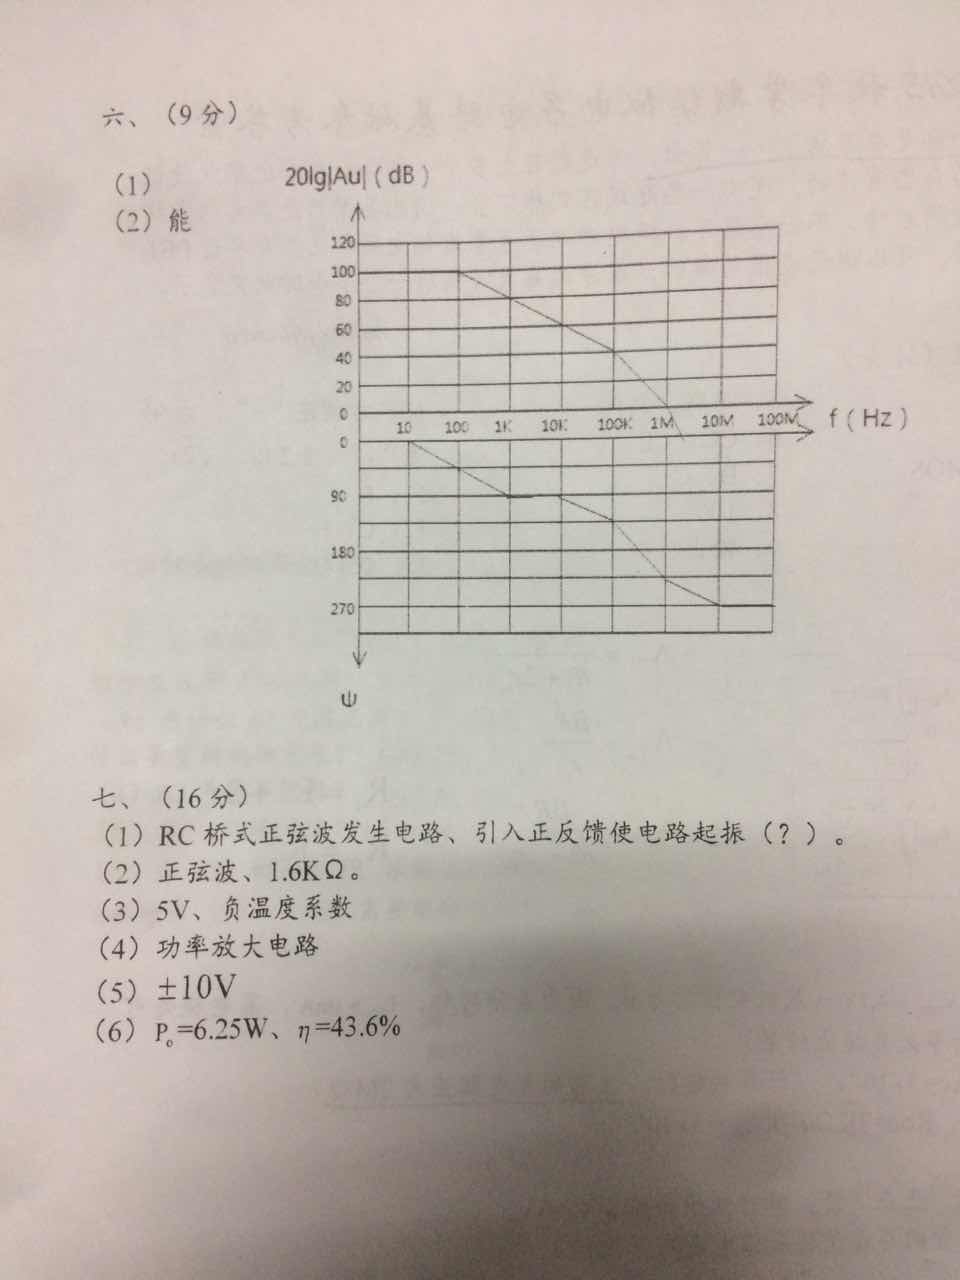 六、（9分）
（1）
（2）能
20lg|Au|（dB）
120
100
80
60
40
20
0
10 100 1K 10K 100K 1M 10M 100M
f（Hz）
0
90
180
270
ψ
七、（16分）
（1）RC 桥式正弦波发生电路、引入正反馈使电路起振（？）。
（2）正弦波、1.6KΩ。
（3）5V、负温度系数
（4）功率放大电路
（5）±10V
（6）Po=6.25W、η=43.6%